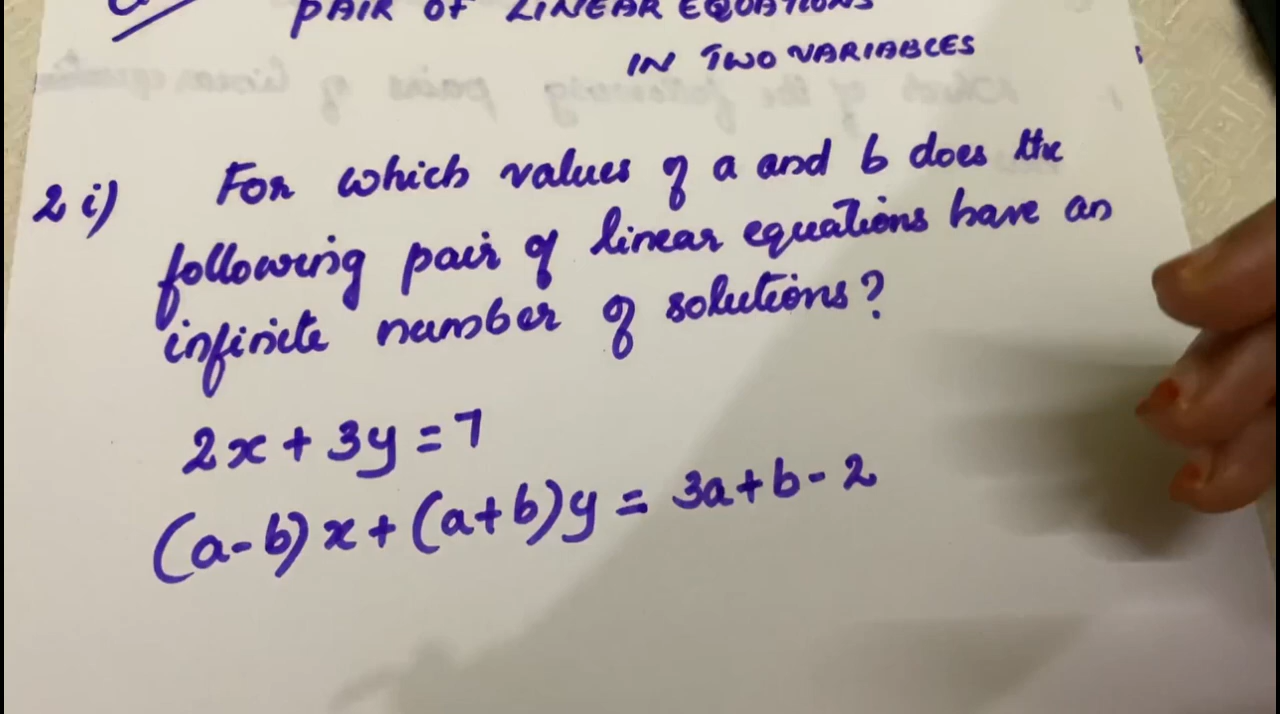 PAIR OF LINEAR EQUATIONS
IN TWO VARIABLES
2 i) For which values of a and b does the
following pair of linear equations have an
infinite number of solutions?
2x + 3y = 7
(a-b)x + (a+b)y = 3a+b-2